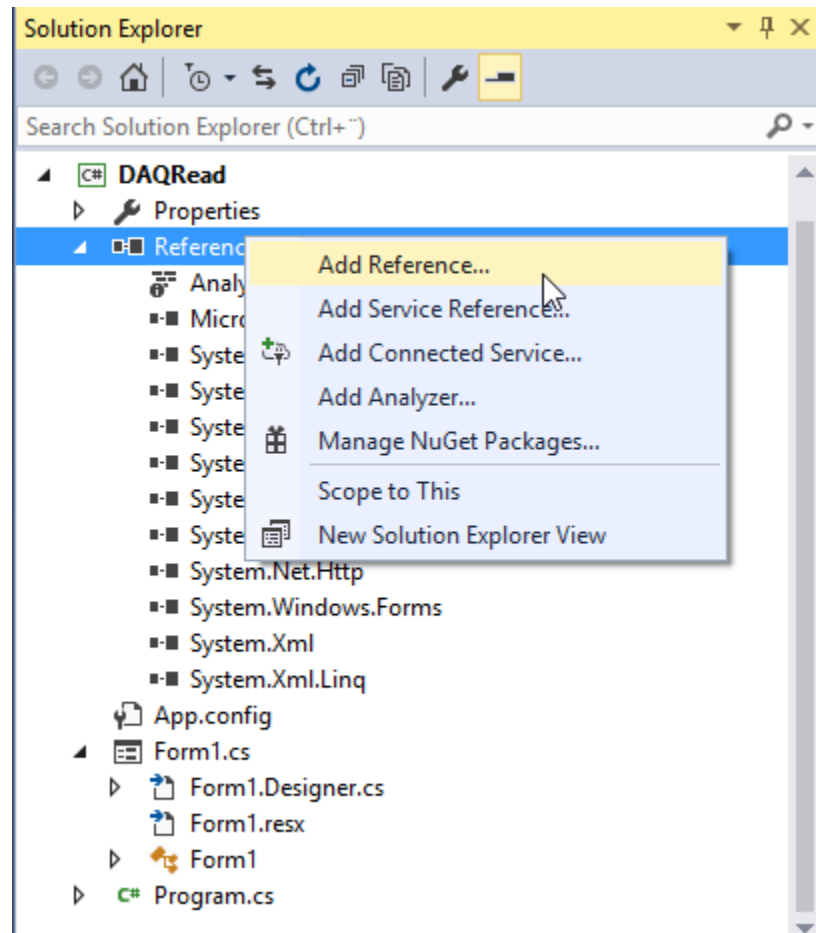 Solution Explorer
Search Solution Explorer (Ctrl+¨)
C# DAQRead
Properties
Referenc
Add Reference...
Analy
Add Service Reference...
Micro
Syste
Add Connected Service...
Syste
Add Analyzer...
Syste
Manage NuGet Packages...
Syste
Syste
Scope to This
Syste
New Solution Explorer View
System.Net.Http
System.Windows.Forms
System.Xml
System.Xml.Linq
App.config
Form1.cs
Form1.Designer.cs
Form1.resx
Form1
C# Program.cs